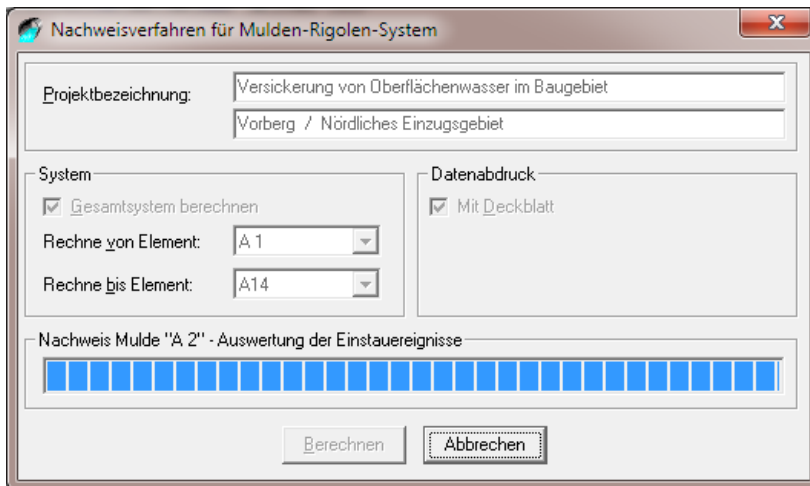 Nachweisverfahren für Mulden-Rigolen-System
Projektbezeichnung:
Versickerung von Oberflächenwasser im Baugebiet
Vorberg / Nördliches Einzugsgebiet
System
Gesamtsystem berechnen
Rechne von Element:
A 1
Rechne bis Element:
A14
Datenabdruck
Mit Deckblatt
Nachweis Mulde "A 2" - Auswertung der Einstauereignisse
Berechnen
Abbrechen